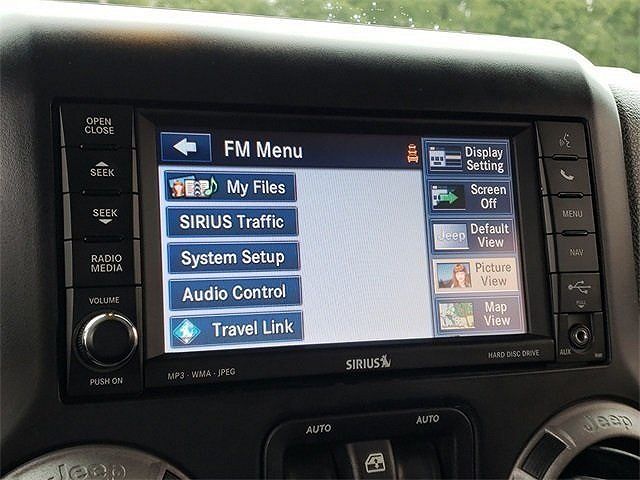 OPEN
CLOSE
SEEK
SEEK
RADIO
MEDIA
VOLUME
PUSH ON
FM Menu
My Files
SIRIUS Traffic
System Setup
Audio Control
Travel Link
Display
Setting
Screen
Off
Jeep
Default
View
Picture
View
Map
View
MENU
NAV
PULL
AUX
MP3 - WMA - JPEG
SIRIUS
HARD DISC DRIVE
AUTO
AUTO
Jeep
Jeep